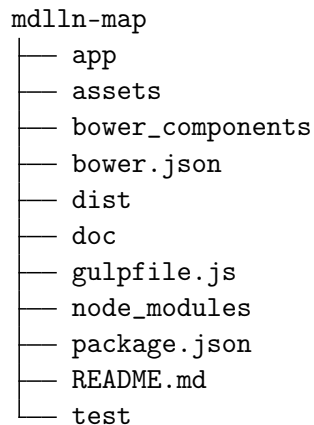 mdlln-map
├── app
├── assets
├── bower_components
├── bower.json
├── dist
├── doc
├── gulpfile.js
├── node_modules
├── package.json
├── README.md
└── test